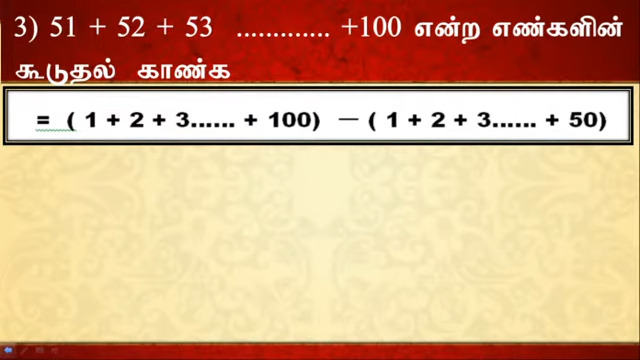 3) 51 + 52 + 53 ............. +100 என்ற எண்களின்
கூடுதல் காண்க
= ( 1 + 2 + 3...... + 100) — ( 1 + 2 + 3...... + 50)